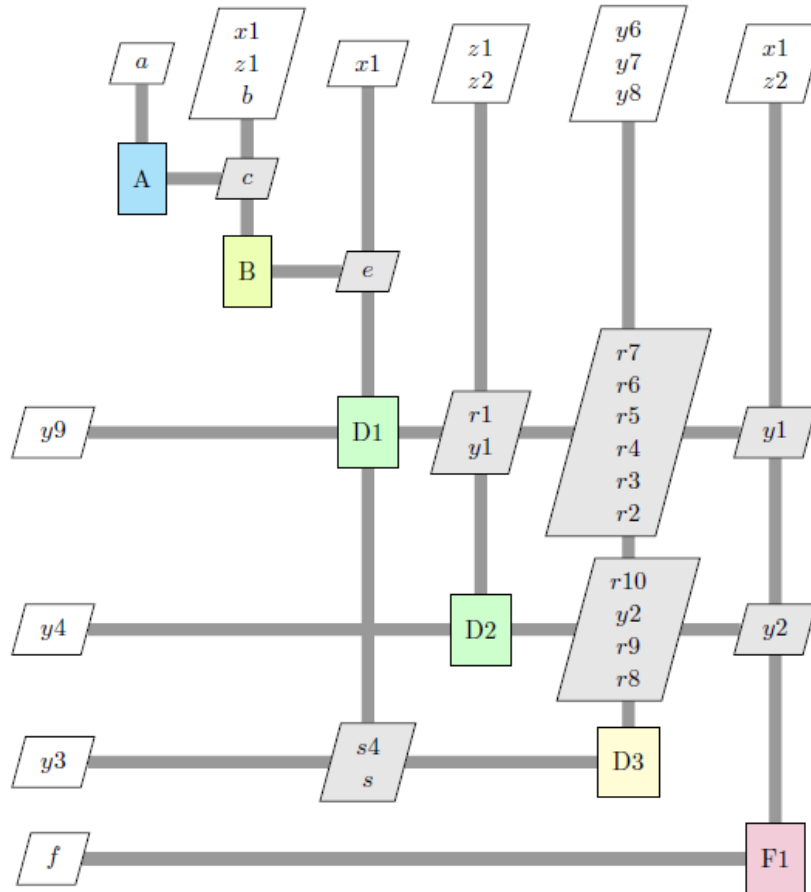 a
x1
z1
b
x1
z1
z2
y6
y7
y8
x1
z2
A
c
B
e
y9
D1
r1
y1
r7
r6
r5
r4
r3
r2
y1
y4
D2
r10
y2
r9
r8
y2
y3
s4
s
D3
f
F1